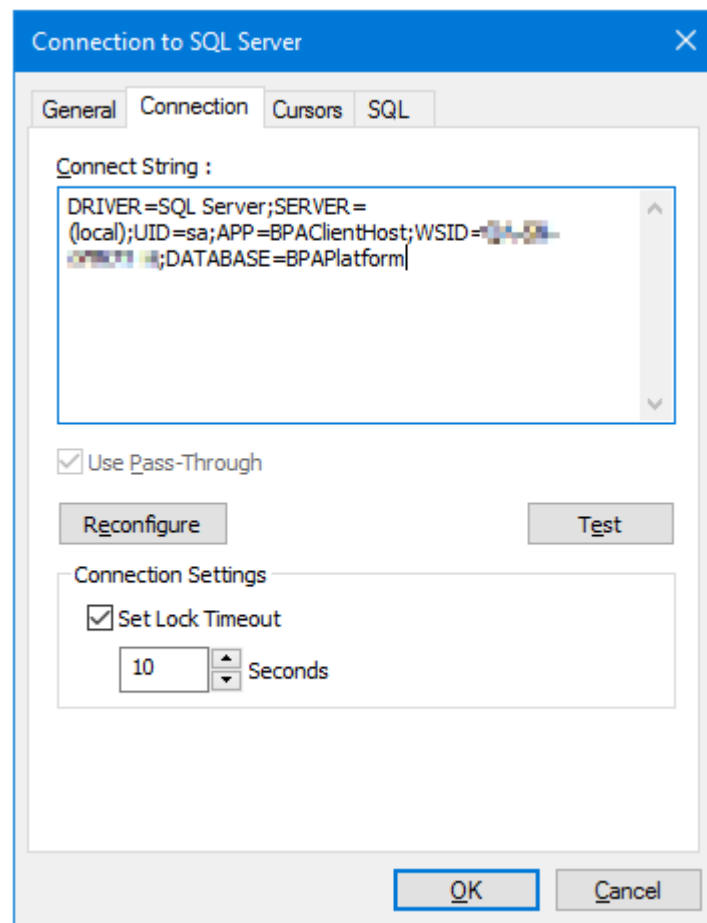 Connection to SQL Server
General Connection Cursors SQL
Connect String :
DRIVER=SQL Server;SERVER=
(local);UID=sa;APP=BPAClientHost;WSID=
;DATABASE=BPAPlatform
Use Pass-Through
Reconfigure Test
Connection Settings
Set Lock Timeout
10 Seconds
OK Cancel